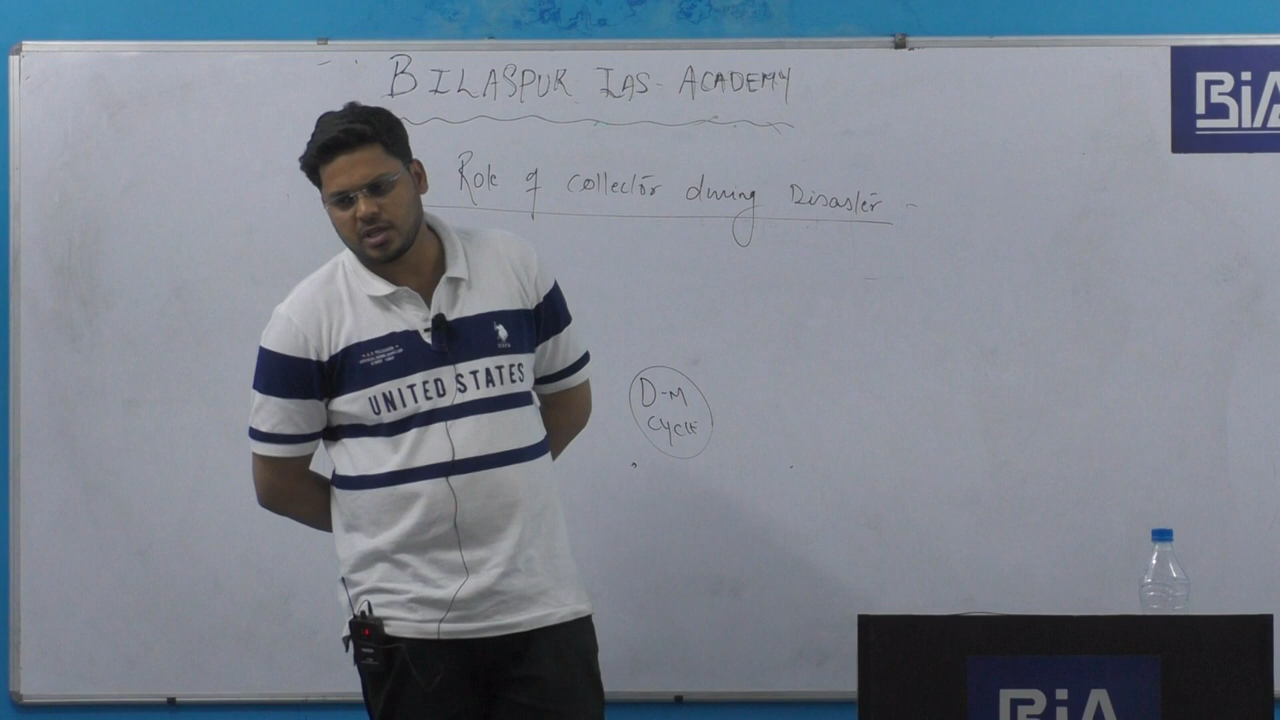 BILASPUR IAS - ACADEMY
BiA
Role of collector during Disaster -
UNITED STATES
D-M
CYCLE
BiA